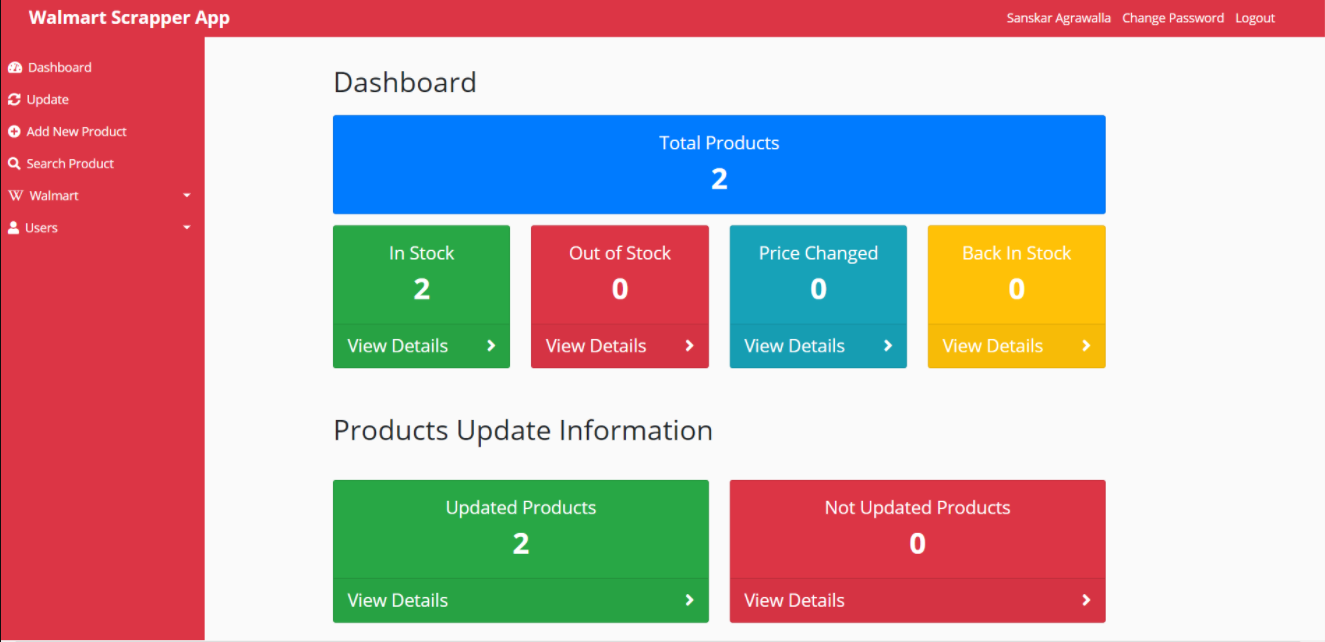 Walmart Scrapper App
Sanskar Agrawalla Change Password Logout
Dashboard
Update
Add New Product
Search Product
Walmart
Users
Dashboard
Total Products
2
In Stock
2
View Details
Out of Stock
0
View Details
Price Changed
0
View Details
Back In Stock
0
View Details
Products Update Information
Updated Products
2
View Details
Not Updated Products
0
View Details